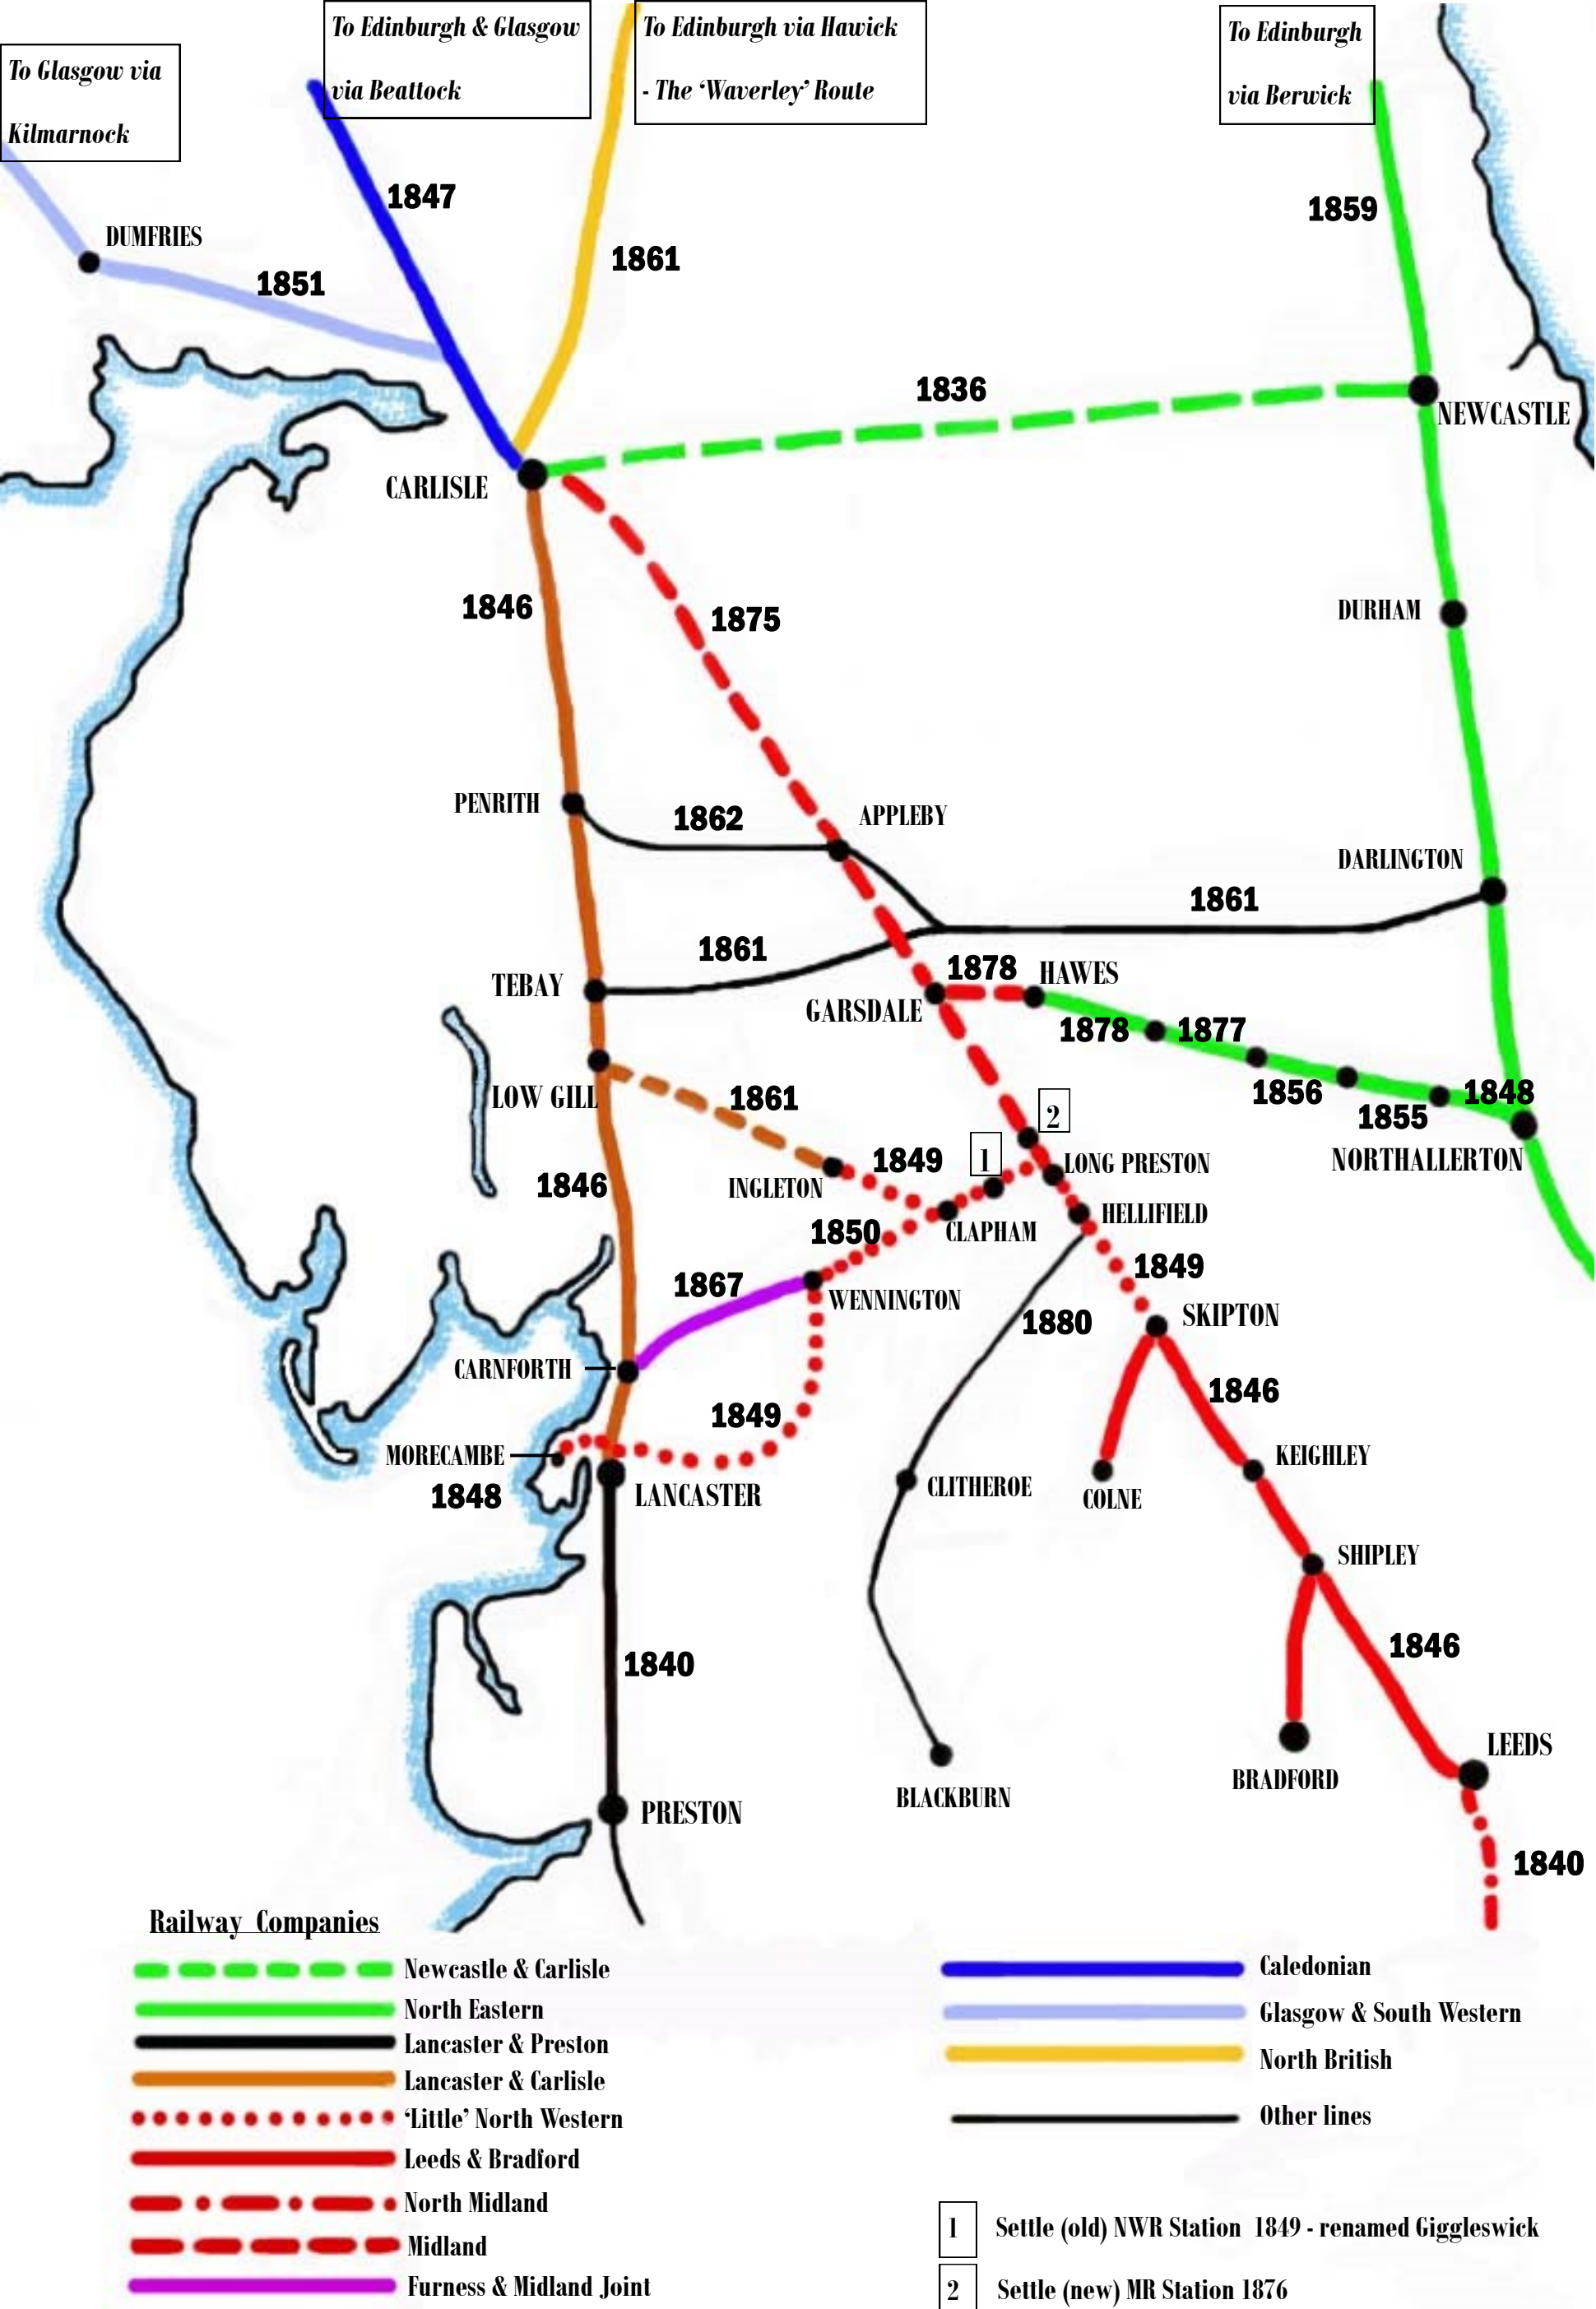 To Glasgow via
Kilmarnock
To Edinburgh & Glasgow
via Beattock
To Edinburgh via Hawick
- The ‘Waverley’ Route
To Edinburgh
via Berwick
1847
1859
DUMFRIES
1861
1851
1836
NEWCASTLE
CARLISLE
1846
1875
DURHAM
PENRITH
1862
APPLEBY
DARLINGTON
1861
1861
TEBAY
1878
HAWES
GARSDALE
1878
1877
LOW GILL
1861
1856
1848
1855
2
1
1849
LONG PRESTON
NORTHALLERTON
1846
INGLETON
HELLIFIELD
1850
CLAPHAM
1867
1849
WENNINGTON
SKIPTON
1880
CARNFORTH
1846
1849
MORECAMBE
KEIGHLEY
1848
LANCASTER
CLITHEROE
COLNE
SHIPLEY
1840
1846
LEEDS
BRADFORD
BLACKBURN
PRESTON
1840
Railway Companies
Newcastle & Carlisle
North Eastern
Lancaster & Preston
Lancaster & Carlisle
‘Little’ North Western
Leeds & Bradford
North Midland
Midland
Furness & Midland Joint
Caledonian
Glasgow & South Western
North British
Other lines
1 Settle (old) NWR Station 1849 - renamed Giggleswick
2 Settle (new) MR Station 1876